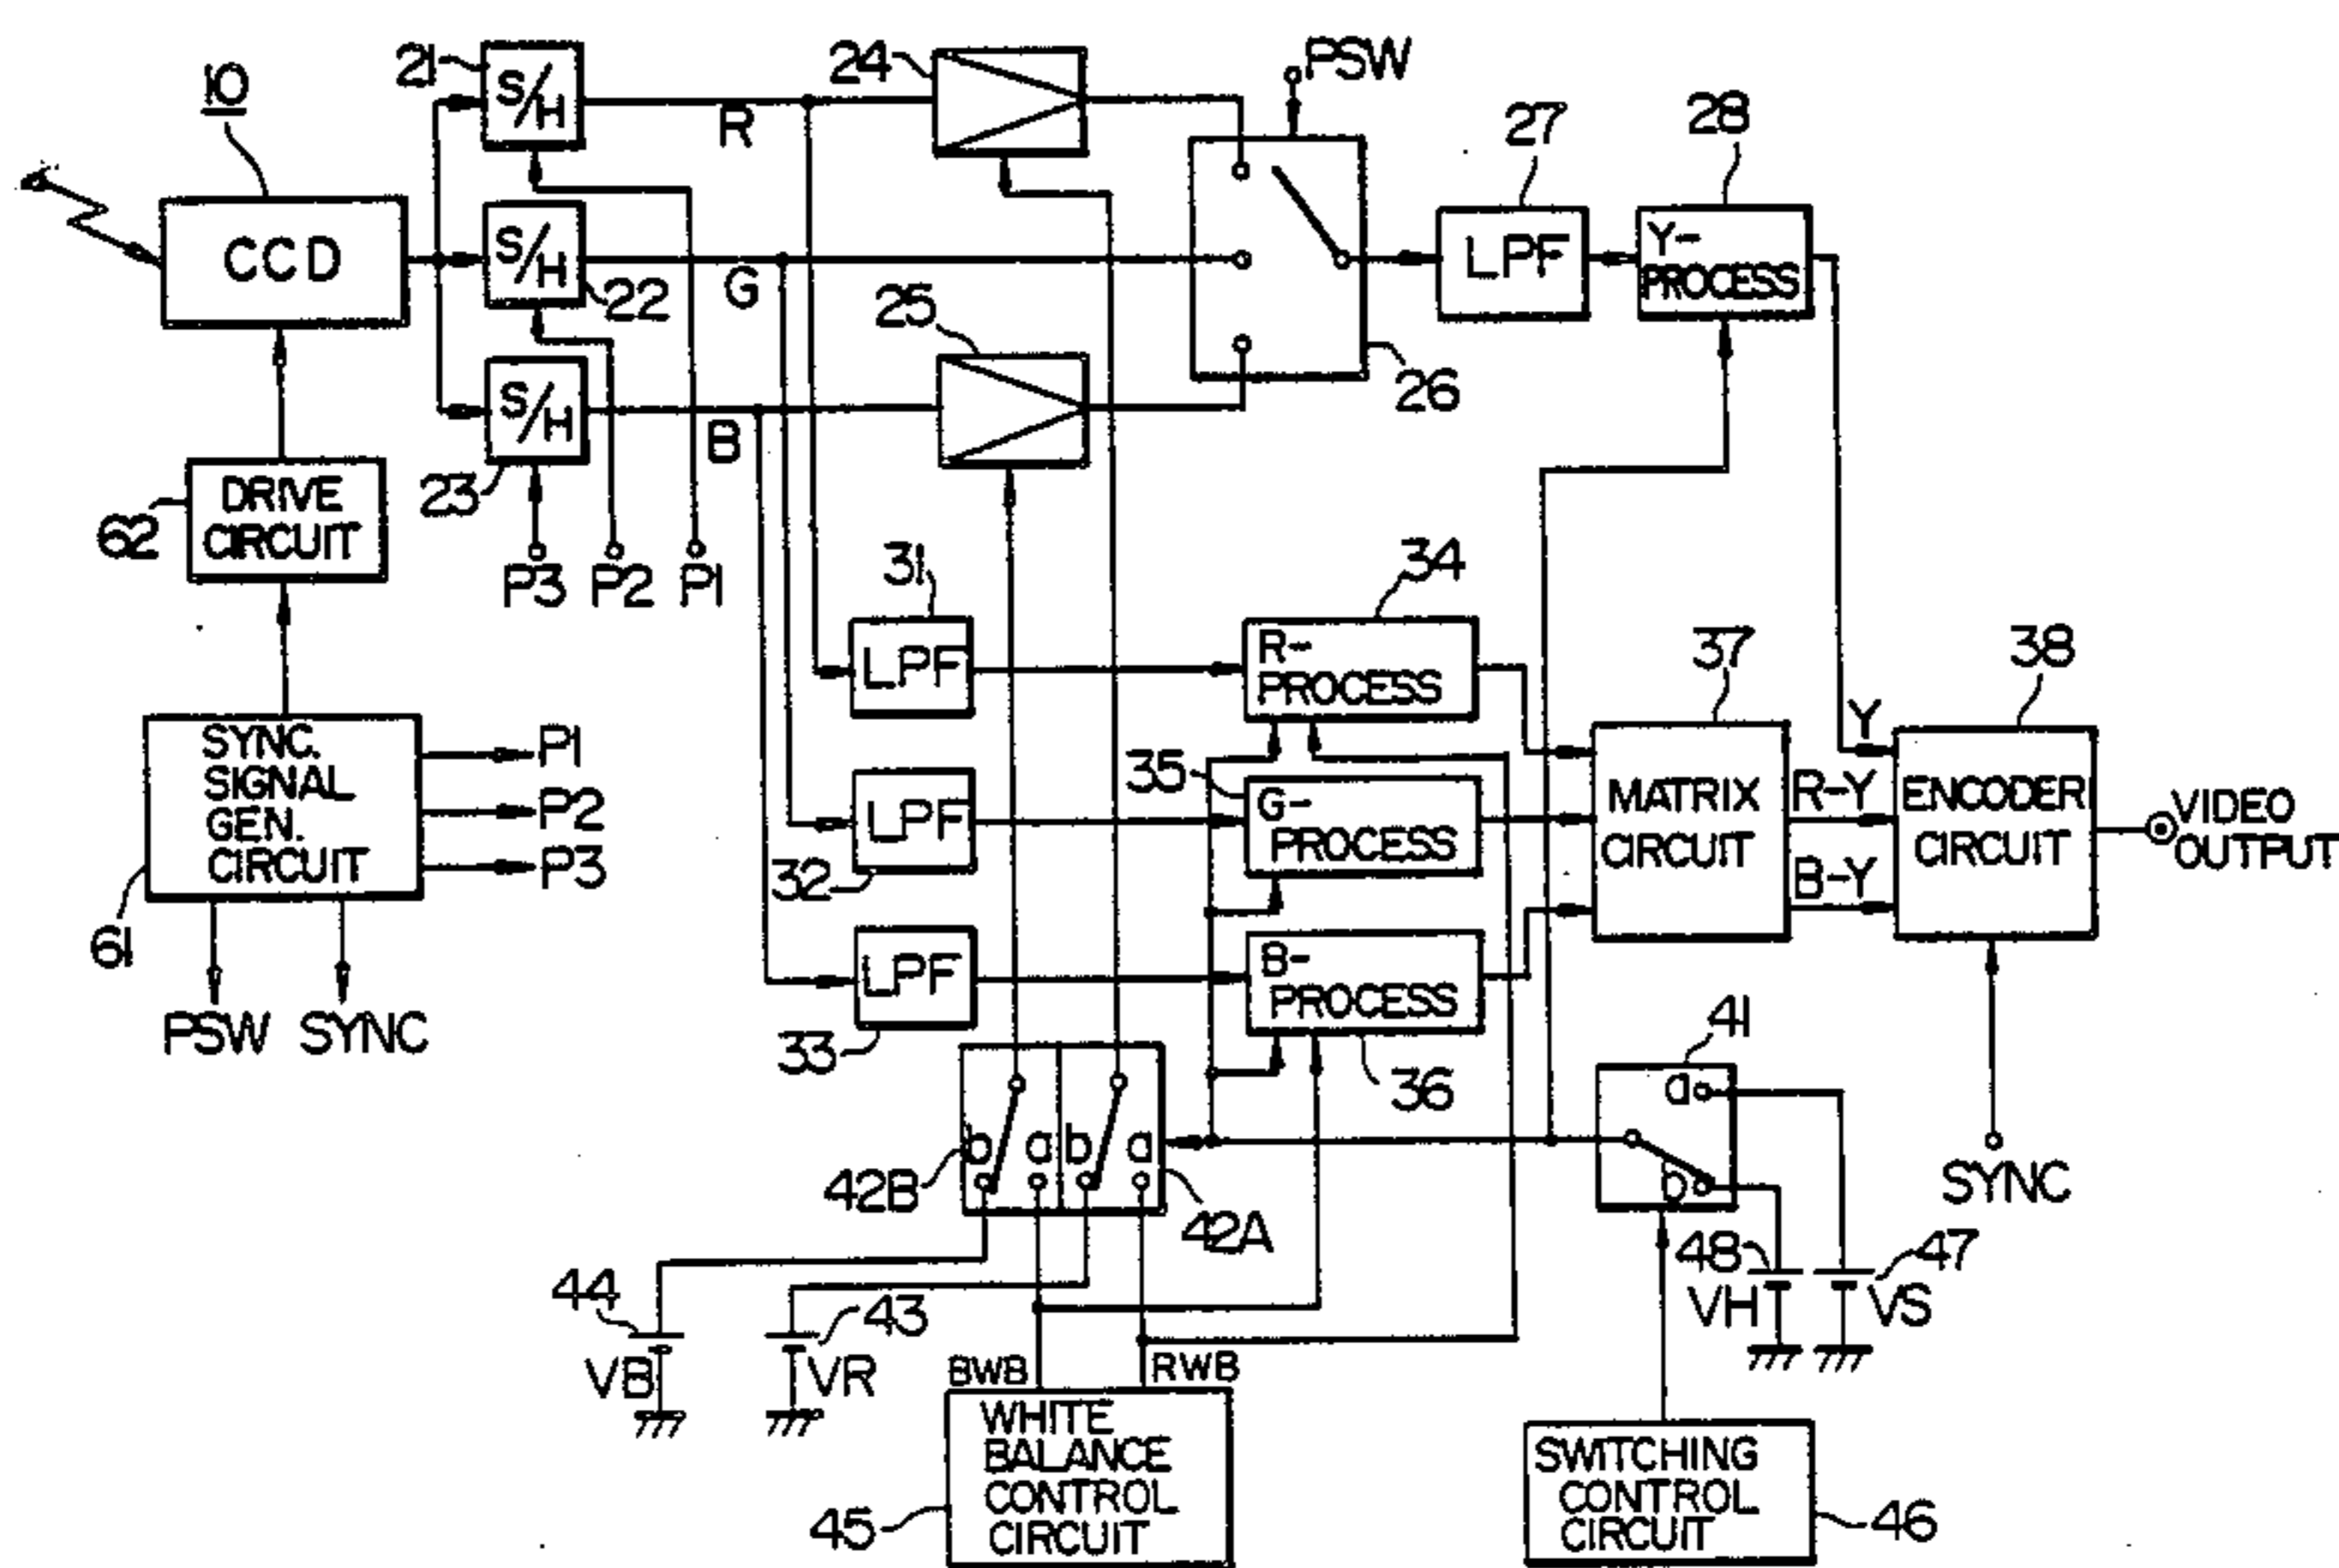 21
S/H
R
24
PSW
27
28
10
CCD
S/H
22
G
25
26
LPF
Y-
PROCESS
S/H
23
B
62
DRIVE
CIRCUIT
P3
P2
P1
31
LPF
34
R-
PROCESS
37
38
SYNC.
SIGNAL
GEN.
CIRCUIT
P1
P2
P3
61
PSW
SYNC
32
LPF
35
G-
PROCESS
MATRIX
CIRCUIT
Y
R-Y
B-Y
ENCODER
CIRCUIT
VIDEO
OUTPUT
33
LPF
B-
PROCESS
36
41
a
b
SYNC
42B
b
a
b
a
42A
44
VB
43
VR
BWB
RWB
48
VH
47
VS
WHITE
BALANCE
CONTROL
CIRCUIT
45
SWITCHING
CONTROL
CIRCUIT
46